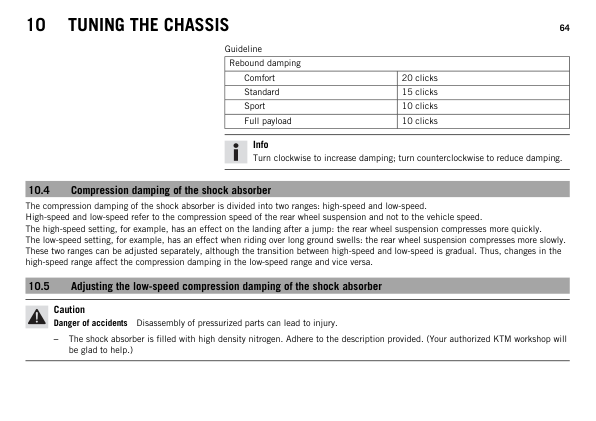 10 TUNING THE CHASSIS 64
Guideline
Rebound damping
Comfort 20 clicks
Standard 15 clicks
Sport 10 clicks
Full payload 10 clicks
Info
Turn clockwise to increase damping; turn counterclockwise to reduce damping.
10.4 Compression damping of the shock absorber
The compression damping of the shock absorber is divided into two ranges: high-speed and low-speed.
High-speed and low-speed refer to the compression speed of the rear wheel suspension and not to the vehicle speed.
The high-speed setting, for example, has an effect on the landing after a jump: the rear wheel suspension compresses more quickly.
The low-speed setting, for example, has an effect when riding over long ground swells: the rear wheel suspension compresses more slowly.
These two ranges can be adjusted separately, although the transition between high-speed and low-speed is gradual. Thus, changes in the
high-speed range affect the compression damping in the low-speed range and vice versa.
10.5 Adjusting the low-speed compression damping of the shock absorber
Caution
Danger of accidents Disassembly of pressurized parts can lead to injury.
– The shock absorber is filled with high density nitrogen. Adhere to the description provided. (Your authorized KTM workshop will
be glad to help.)